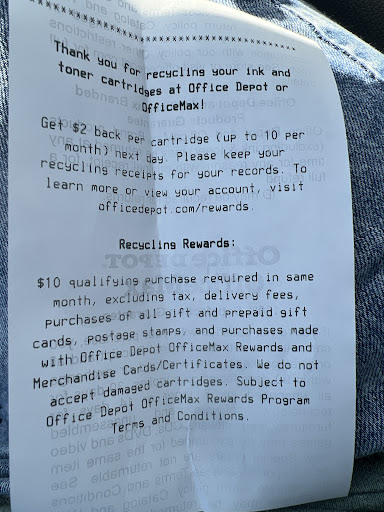 ************************************
Thank you for recycling your ink and
toner cartridges at Office Depot or
OfficeMax!
Get $2 back per cartridge (up to 10 per
month) next day. Please keep your
recycling receipts for your records. To
learn more or view your account, visit
officedepot.com/rewards.
Recycling Rewards:
$10 qualifying purchase required in same
month, excluding tax, delivery fees,
purchases of all gift and prepaid gift
cards, postage stamps, and purchases made
with Office Depot OfficeMax Rewards and
Merchandise Cards/Certificates. We do not
accept damaged cartridges. Subject to
Office Depot OfficeMax Rewards Program
Terms and Conditions.